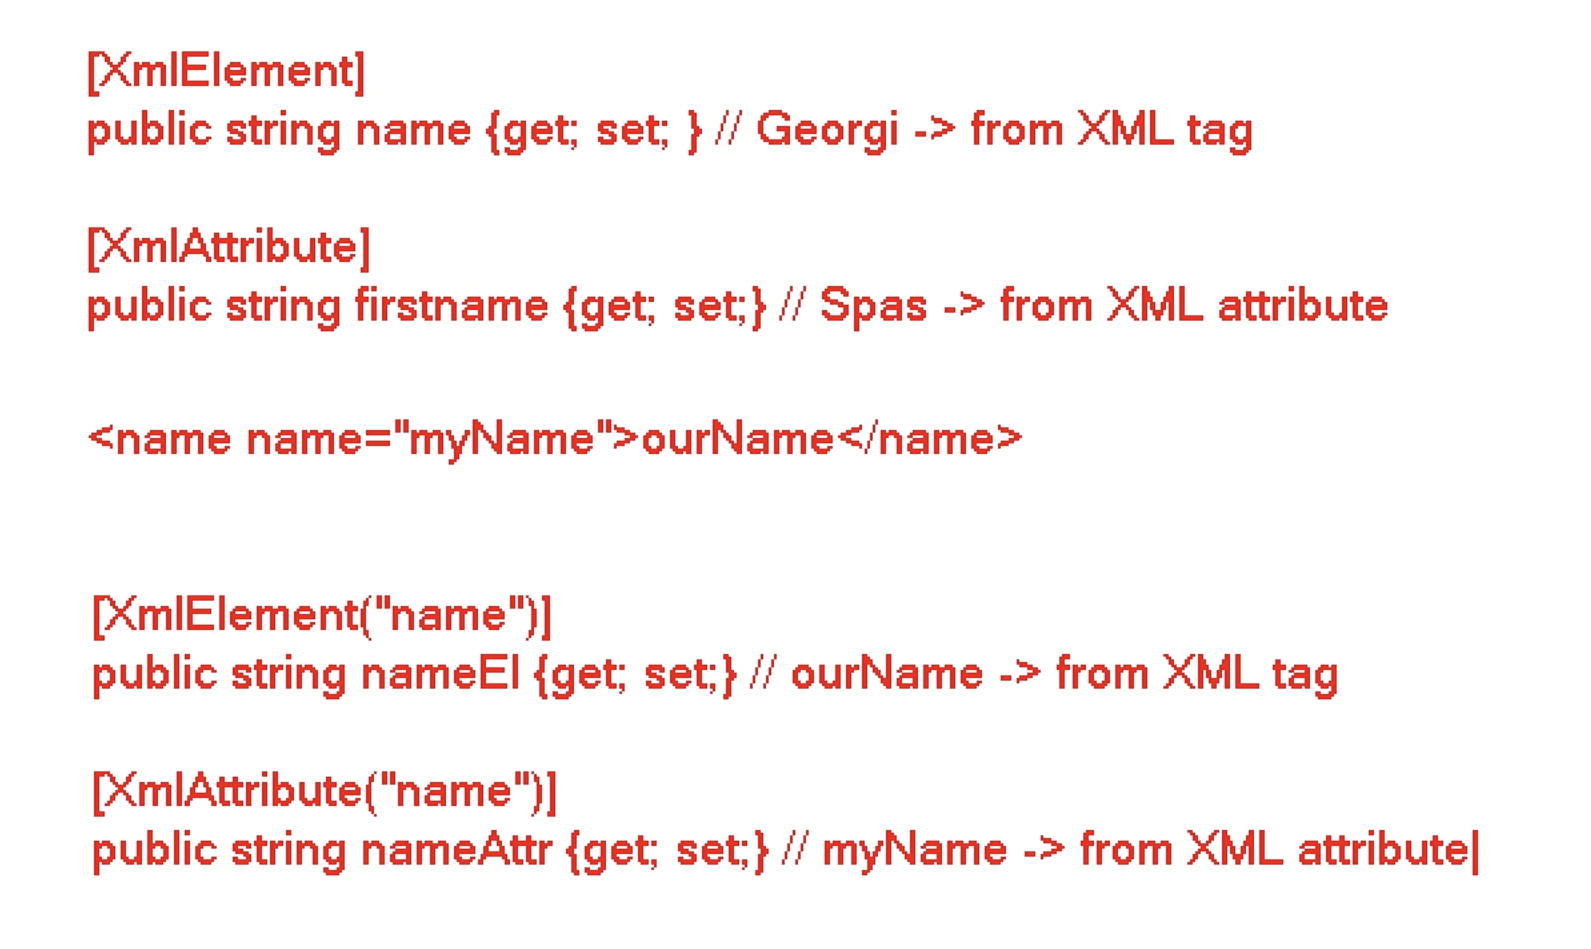 [XmlElement]
public string name {get; set; } // Georgi -> from XML tag
[XmlAttribute]
public string firstname {get; set;} // Spas -> from XML attribute
<name name="myName">ourName</name>
[XmlElement("name")]
public string nameEl {get; set;} // ourName -> from XML tag
[XmlAttribute("name")]
public string nameAttr {get; set;} // myName -> from XML attribute